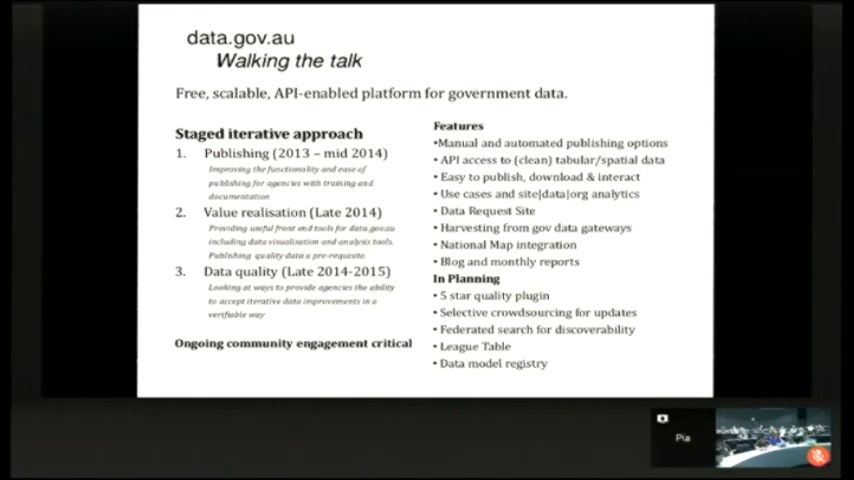 data.gov.au
Walking the talk
Free, scalable, API-enabled platform for government data.
Staged iterative approach
1. Publishing (2013 – mid 2014)
Improving the functionality and ease of
publishing for agencies with training and
documentation
2. Value realisation (Late 2014)
Providing useful front end tools for data.gov.au
including data visualisation and analysis tools.
Publishing quality data a pre-requisite.
3. Data quality (Late 2014-2015)
Looking at ways to provide agencies the ability
to accept iterative data improvements in a
verifiable way
Ongoing community engagement critical
Features
•Manual and automated publishing options
• API access to (clean) tabular/spatial data
• Easy to publish, download & interact
• Use cases and site|data|org analytics
• Data Request Site
• Harvesting from gov data gateways
• National Map integration
• Blog and monthly reports
In Planning
• 5 star quality plugin
• Selective crowdsourcing for updates
• Federated search for discoverability
• League Table
• Data model registry
Pia